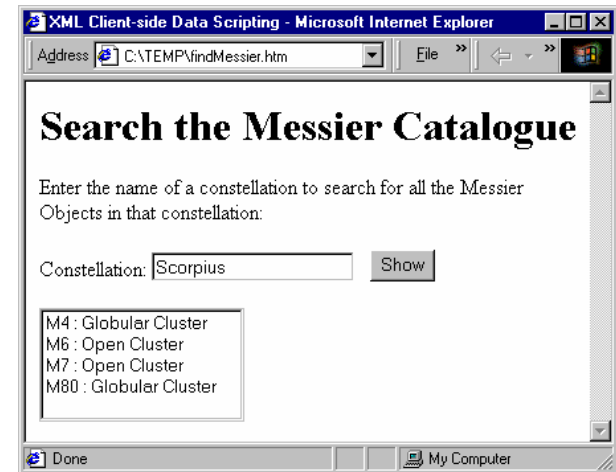 XML Client-side Data Scripting - Microsoft Internet Explorer
Address C:\TEMP\findMessier.htm File » »
Search the Messier Catalogue
Enter the name of a constellation to search for all the Messier
Objects in that constellation:
Constellation: Scorpius Show
M4 : Globular Cluster
M6 : Open Cluster
M7 : Open Cluster
M80 : Globular Cluster
Done My Computer